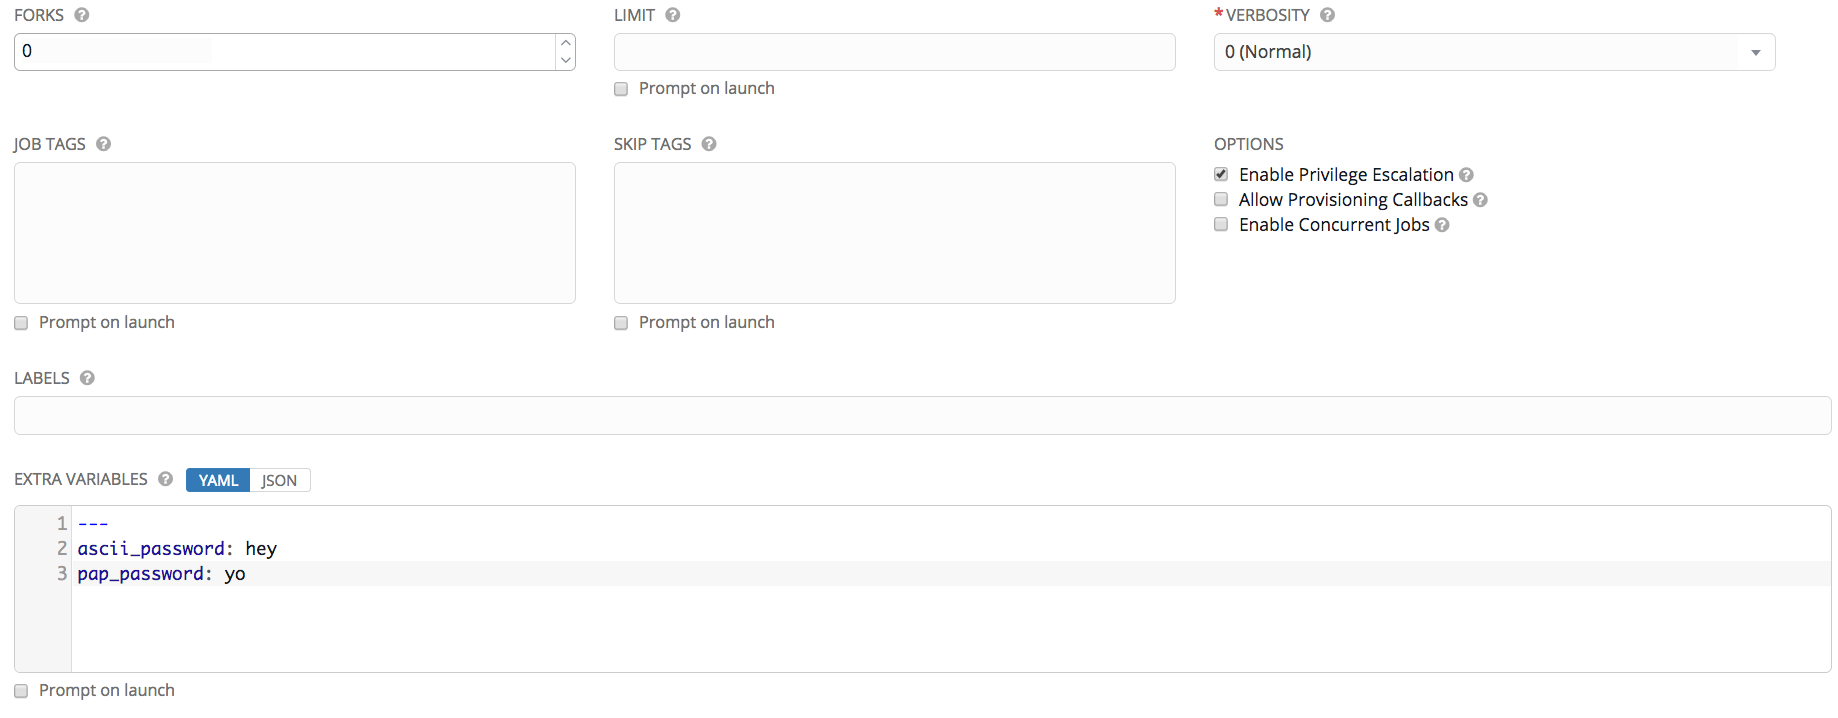 FORKS
0
LIMIT
Prompt on launch
* VERBOSITY
0 (Normal)
JOB TAGS
Prompt on launch
SKIP TAGS
Prompt on launch
OPTIONS
Enable Privilege Escalation
Allow Provisioning Callbacks
Enable Concurrent Jobs
LABELS
EXTRA VARIABLES YAML JSON
1 ---
2 ascii_password: hey
3 pap_password: yo
Prompt on launch